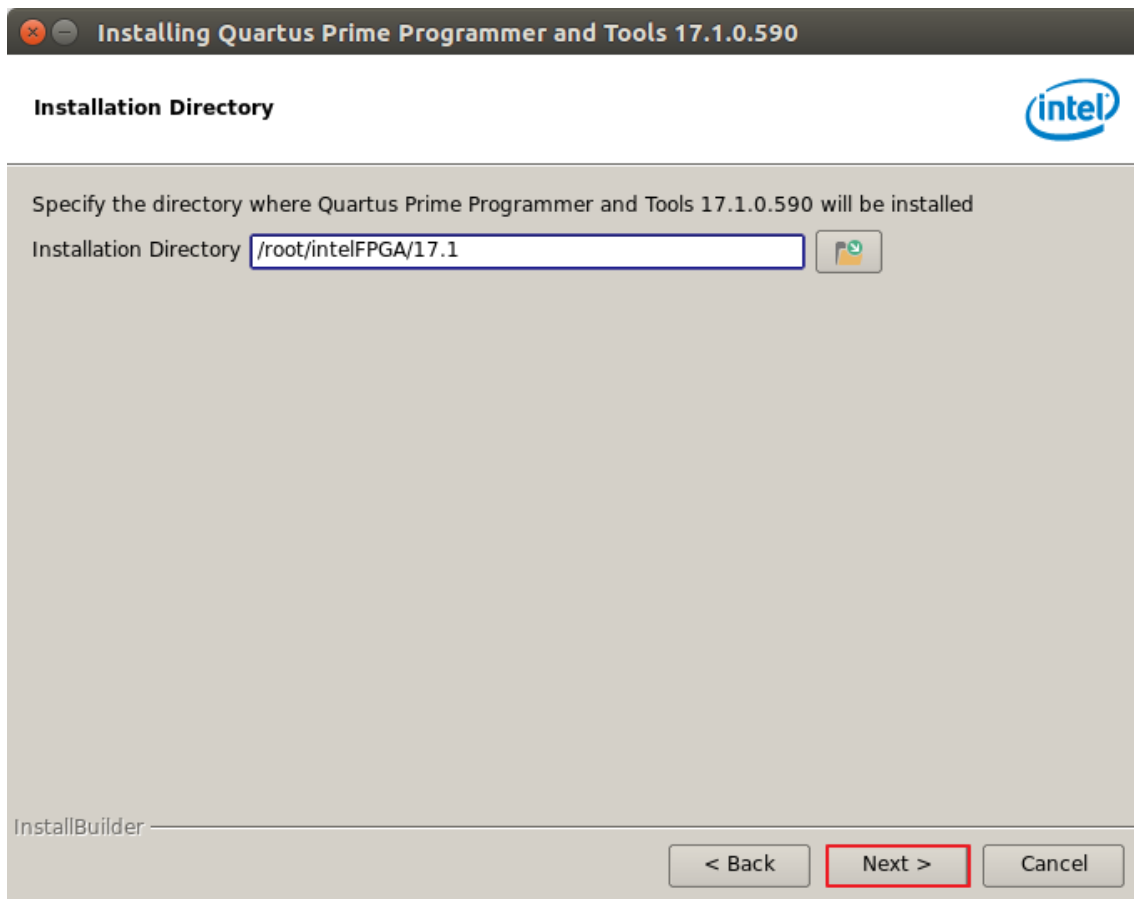 Installing Quartus Prime Programmer and Tools 17.1.0.590
Installation Directory
intel
Specify the directory where Quartus Prime Programmer and Tools 17.1.0.590 will be installed
Installation Directory /root/intelFPGA/17.1
InstallBuilder
< Back Next > Cancel